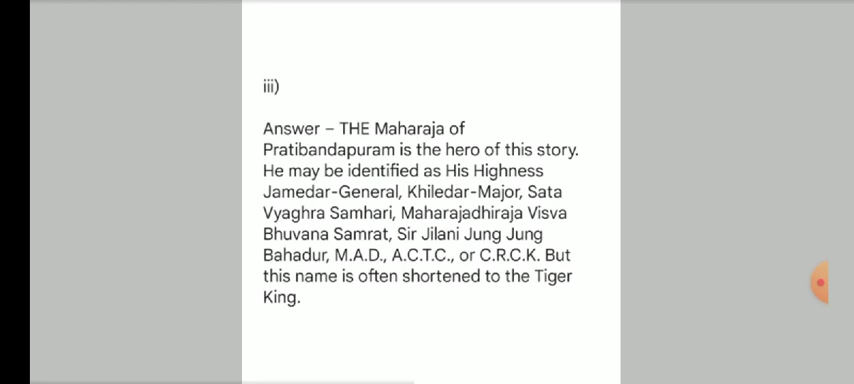 iii)
Answer – THE Maharaja of
Pratibandapuram is the hero of this story.
He may be identified as His Highness
Jamedar-General, Khiledar-Major, Sata
Vyaghra Samhari, Maharajadhiraja Visva
Bhuvana Samrat, Sir Jilani Jung Jung
Bahadur, M.A.D., A.C.T.C., or C.R.C.K. But
this name is often shortened to the Tiger
King.